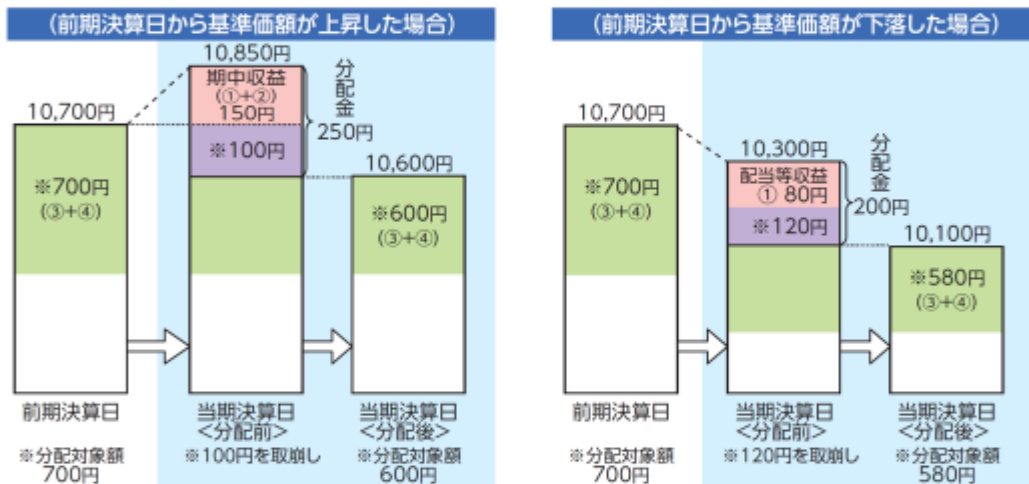 (前期決算日から基準価額が上昇した場合)
10,850円
期中収益
(①+②)
150円
※100円
分配金
250円
10,700円
※700円
(③+④)
10,600円
※600円
(③+④)
前期決算日
当期決算日
<分配前>
当期決算日
<分配後>
※分配対象額
700円
※100円を取崩し
※分配対象額
600円
(前期決算日から基準価額が下落した場合)
10,700円
※700円
(③+④)
10,300円
配当等収益
① 80円
※120円
分配金
200円
10,100円
※580円
(③+④)
前期決算日
当期決算日
<分配前>
当期決算日
<分配後>
※分配対象額
700円
※120円を取崩し
※分配対象額
580円